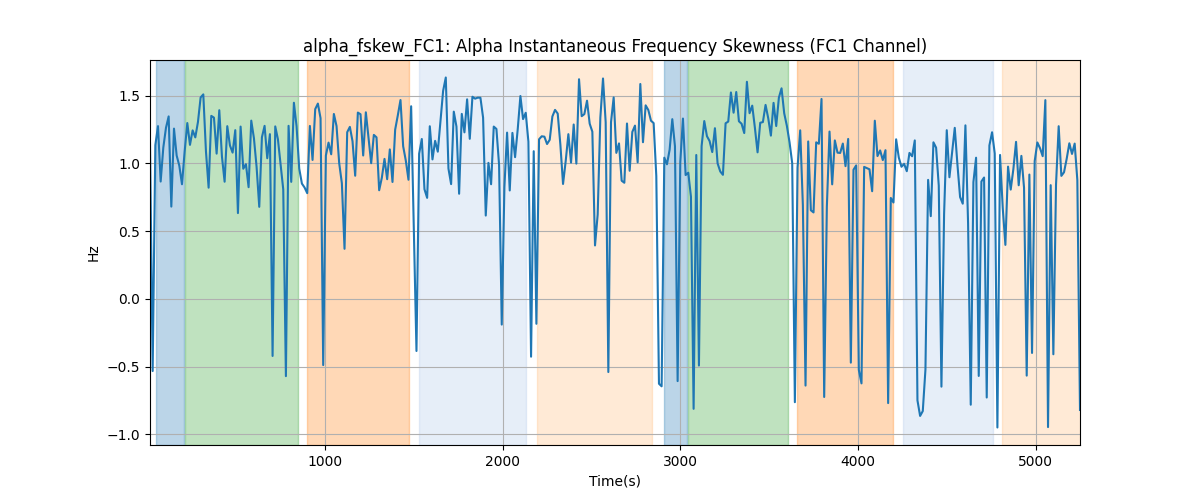 alpha_fskew_FC1: Alpha Instantaneous Frequency Skewness (FC1 Channel)
1.5
1.0
0.5
0.0
−0.5
−1.0
Hz
1000 2000 3000 4000 5000
Time(s)